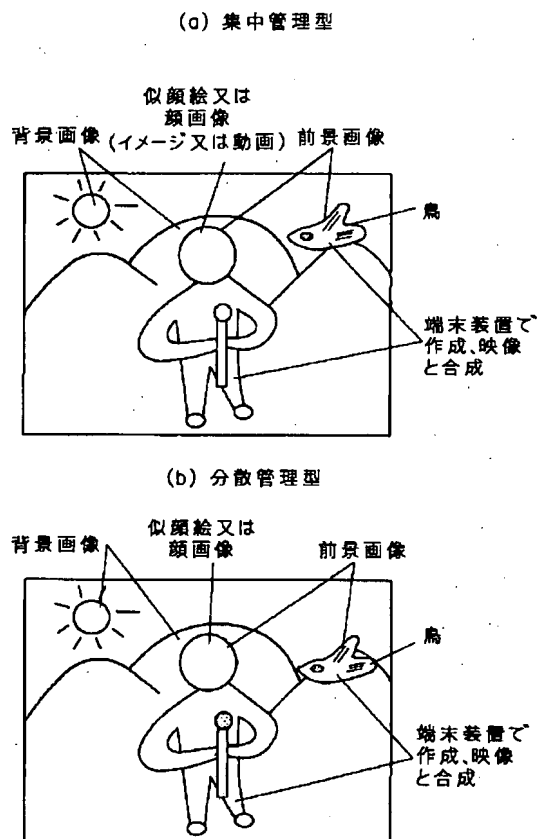 (a) 集中管理型
似顔絵又は
顔画像
背景画像
(イメージ又は動画)
前景画像
鳥
端末装置で
作成、映像
と合成
(b) 分散管理型
似顔絵又は
顔画像
背景画像
前景画像
鳥
端末装置で
作成、映像
と合成